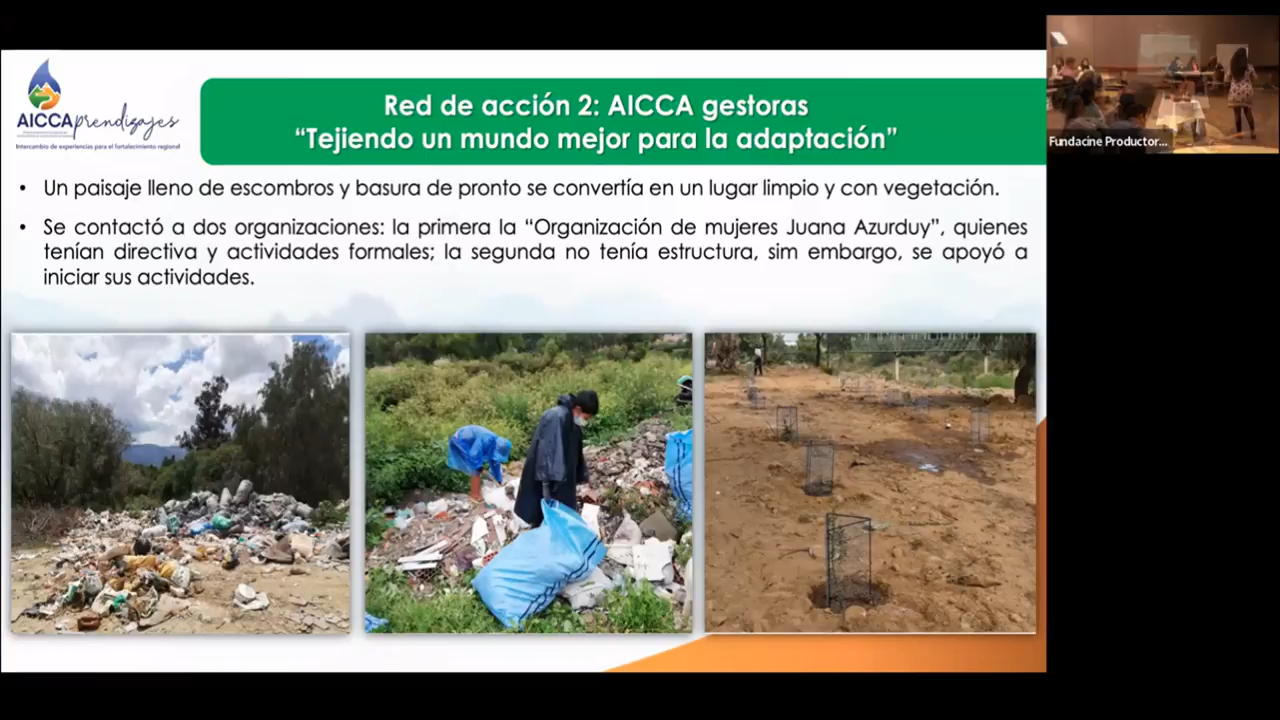 AICCAprendizajes
Intercambio de experiencias para el fortalecimiento regional
Red de acción 2: AICCA gestoras
“Tejiendo un mundo mejor para la adaptación”
• Un paisaje lleno de escombros y basura de pronto se convertía en un lugar limpio y con vegetación.
• Se contactó a dos organizaciones: la primera la “Organización de mujeres Juana Azurduy”, quienes
tenían directiva y actividades formales; la segunda no tenía estructura, sim embargo, se apoyó a
iniciar sus actividades.
Fundacine Productor...